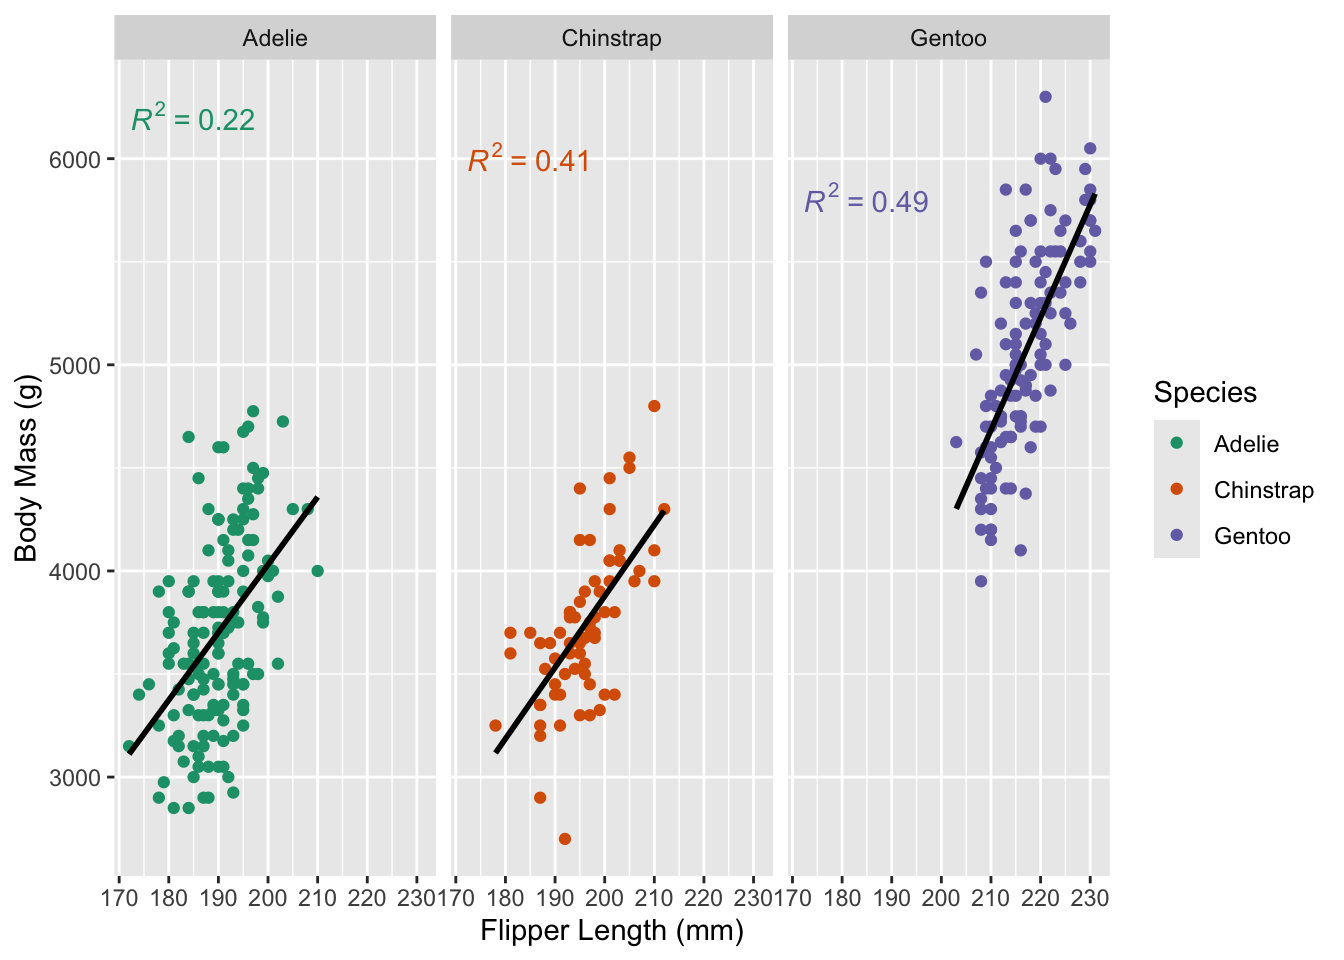 Adelie Chinstrap Gentoo
R² = 0.22
R² = 0.41
R² = 0.49
6000
5000
4000
3000
Body Mass (g)
170 180 190 200 210 220 230 170 180 190 200 210 220 230 170 180 190 200 210 220 230
Flipper Length (mm)
Species
Adelie
Chinstrap
Gentoo